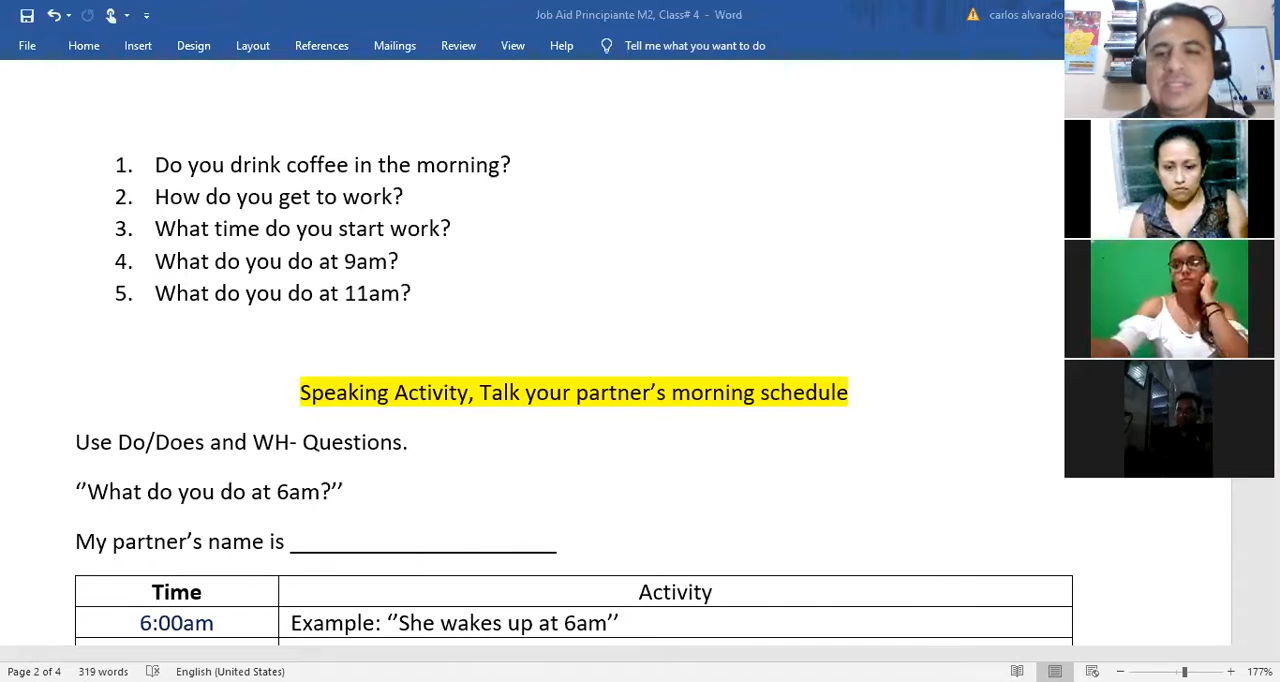 Job Aid Principiante M2, Class# 4 - Word
carlos alvarado
File Home Insert Design Layout References Mailings Review View Help Tell me what you want to do
1. Do you drink coffee in the morning?
2. How do you get to work?
3. What time do you start work?
4. What do you do at 9am?
5. What do you do at 11am?
Speaking Activity, Talk your partner’s morning schedule
Use Do/Does and WH- Questions.
‘’What do you do at 6am?’’
My partner’s name is ______________________
Time Activity
6:00am Example: ‘’She wakes up at 6am’’
Page 2 of 4 319 words English (United States) 177%